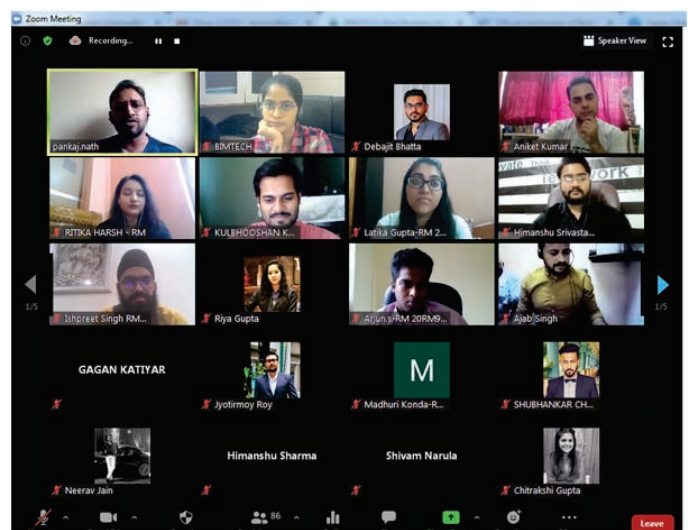 Zoom Meeting
Recording...
Speaker View
pankaj.nath
BIMTECH
Debajit Bhatta
Aniket Kumar
RITIKA HARSH - RM
KULBHOOSHAN K...
Latika Gupta-RM 2...
Himanshu Srivasta...
work
1/5
Ishpreet Singh RM...
Riya Gupta
Arjun.s-RM 20RM9...
Ajab Singh
1/5
GAGAN KATIYAR
Jyotirmoy Roy
M
Madhuri Konda-R...
SHUBHANKAR CH...
Neerav Jain
Himanshu Sharma
Shivam Narula
Chitrakshi Gupta
86
Leave